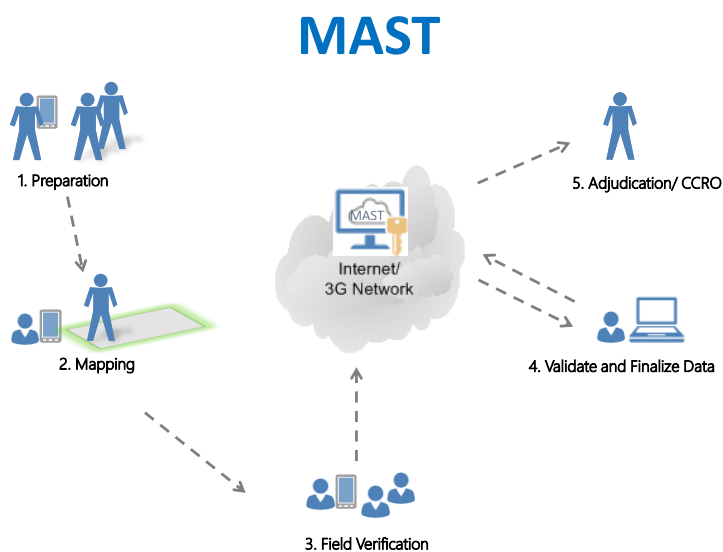 MAST
1. Preparation
5. Adjudication/ CCRO
MAST
Internet/
3G Network
2. Mapping
4. Validate and Finalize Data
3. Field Verification